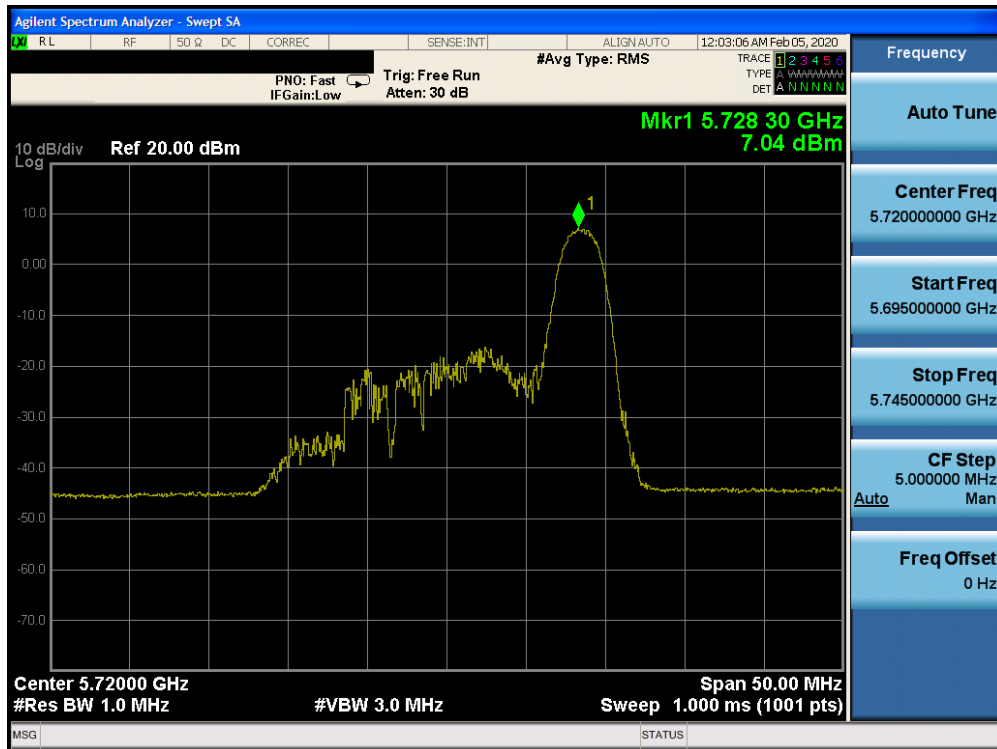 Agilent Spectrum Analyzer - Swept SA
LXI RL RF 50 Ω DC CORREC SENSE:INT ALIGN AUTO 12:03:06 AM Feb 05, 2020
#Avg Type: RMS TRACE 1 2 3 4 5 6
PNO: Fast Trig: Free Run TYPE A WWWWWW
IFGain:Low Atten: 30 dB DET A N N N N N
Mkr1 5.728 30 GHz
7.04 dBm
10 dB/div Ref 20.00 dBm
Log
1
10.0
0.00
-10.0
-20.0
-30.0
-40.0
-50.0
-60.0
-70.0
Center 5.72000 GHz Span 50.00 MHz
#Res BW 1.0 MHz #VBW 3.0 MHz Sweep 1.000 ms (1001 pts)
MSG STATUS
Frequency
Auto Tune
Center Freq
5.720000000 GHz
Start Freq
5.695000000 GHz
Stop Freq
5.745000000 GHz
CF Step
5.000000 MHz
Auto Man
Freq Offset
0 Hz